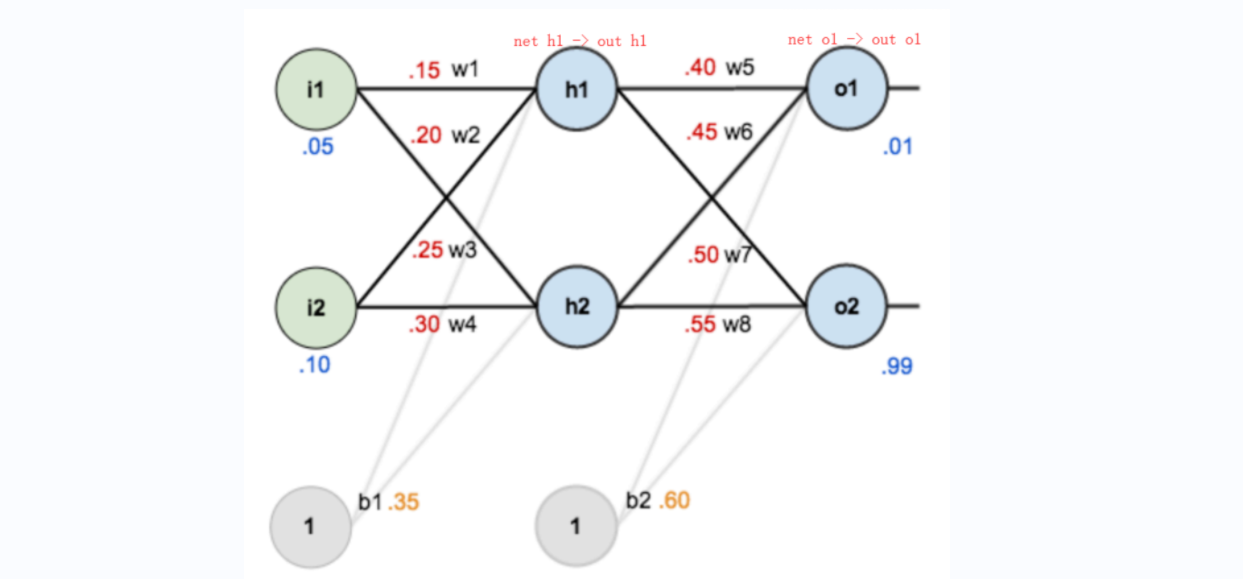 net h1 -> out h1
net o1 -> out o1
.15 w1
.40 w5
i1
h1
o1
.20 w2
.45 w6
.05
.01
.25 w3
.50 w7
i2
h2
o2
.30 w4
.55 w8
.10
.99
b1 .35
b2 .60
1
1